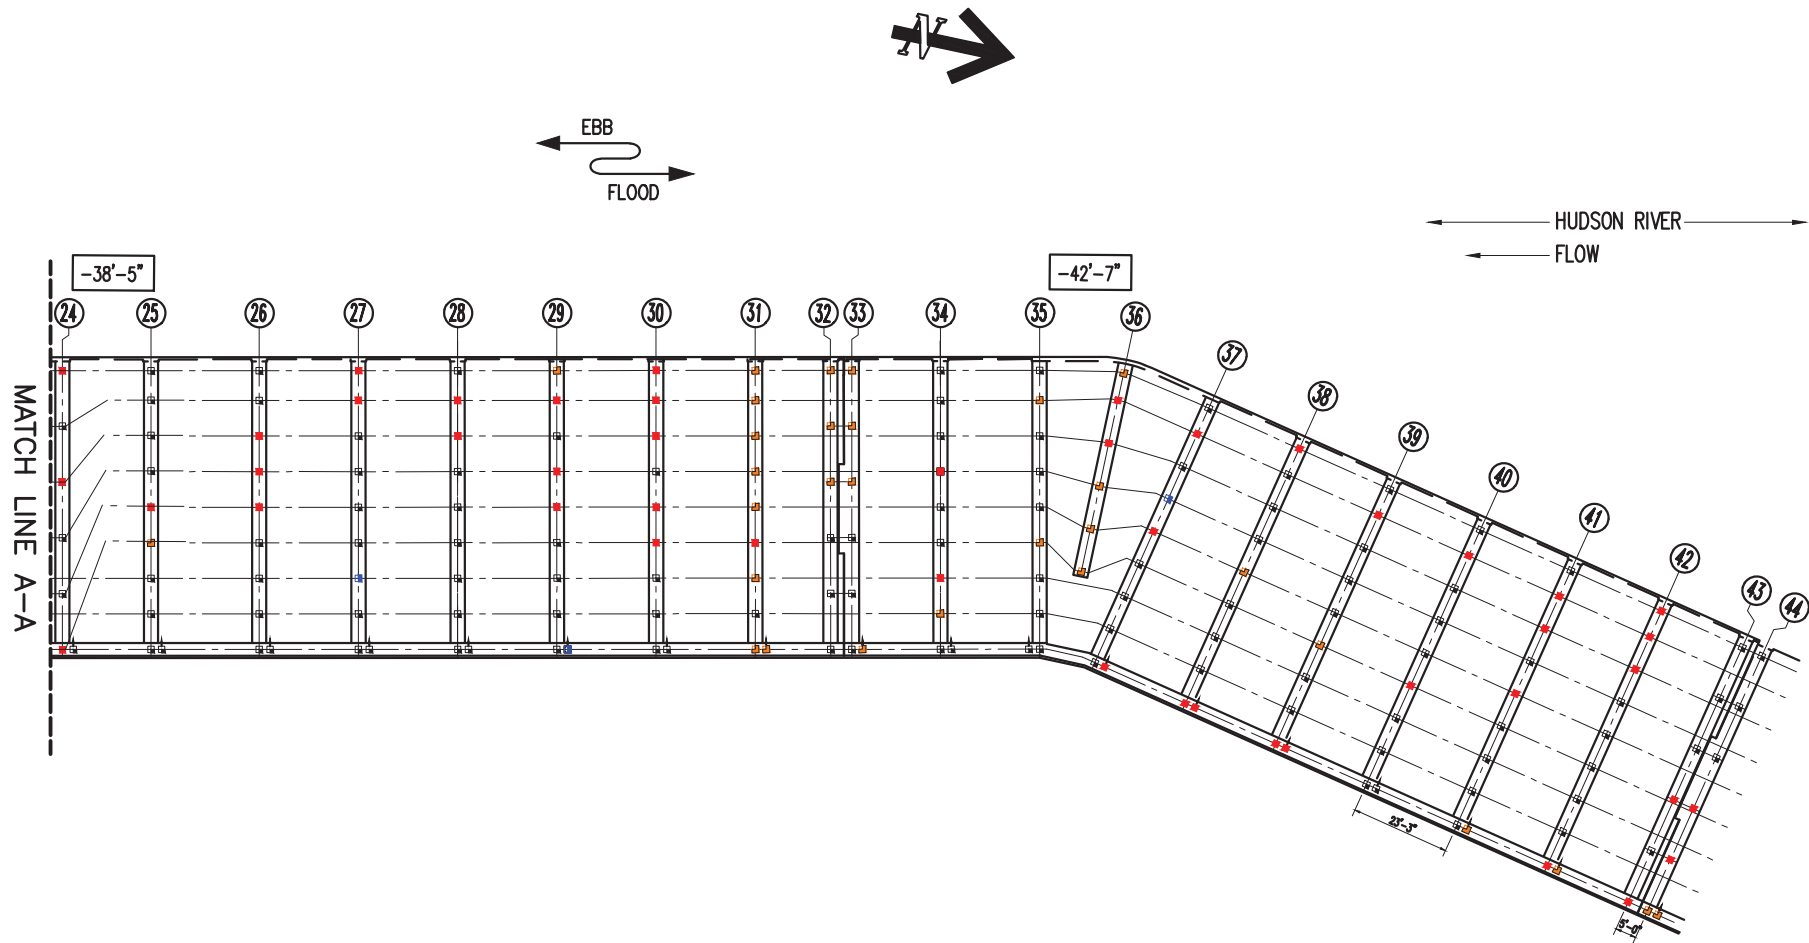 N
EBB
FLOOD
HUDSON RIVER
FLOW
-38'-5"
-42'-7"
24 25 26 27 28 29 30 31 32 33 34 35 36
37
38
39
40
41
42
43
44
MATCH LINE A-A
23'-3"
5'-0"